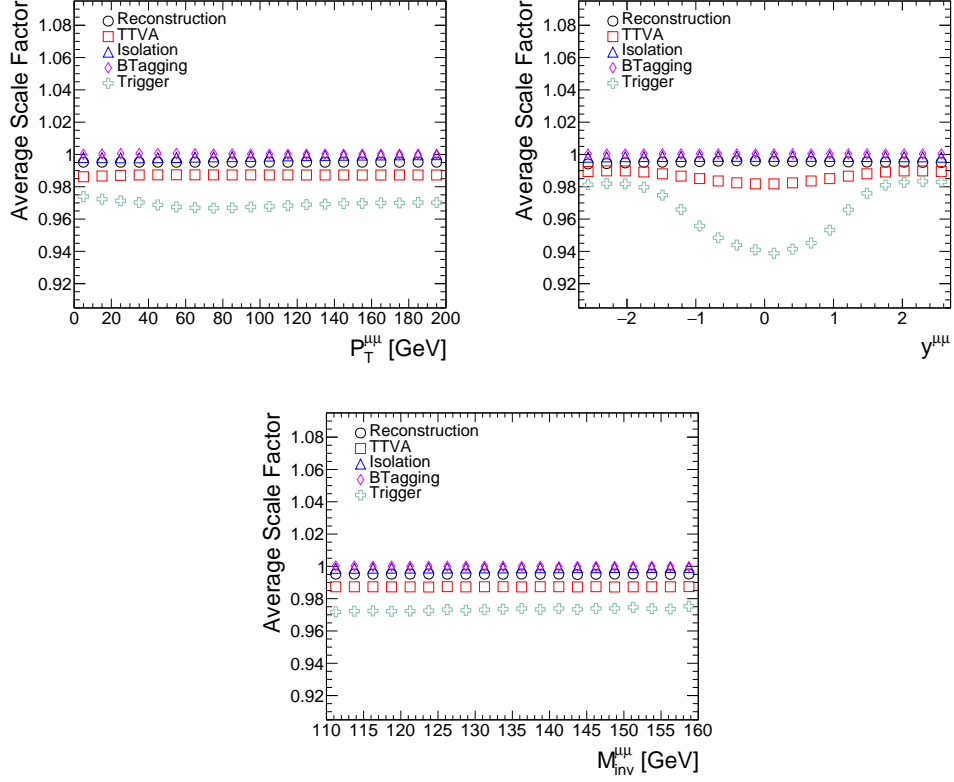 Average Scale Factor
1.08
1.06
1.04
1.02
1
0.98
0.96
0.94
0.92
Reconstruction
TTVA
Isolation
BTagging
Trigger
0 20 40 60 80 100 120 140 160 180 200
P_T^μμ [GeV]
Average Scale Factor
1.08
1.06
1.04
1.02
1
0.98
0.96
0.94
0.92
Reconstruction
TTVA
Isolation
BTagging
Trigger
−2 −1 0 1 2
y^μμ
Average Scale Factor
1.08
1.06
1.04
1.02
1
0.98
0.96
0.94
0.92
Reconstruction
TTVA
Isolation
BTagging
Trigger
110 115 120 125 130 135 140 145 150 155 160
M_inv^μμ [GeV]